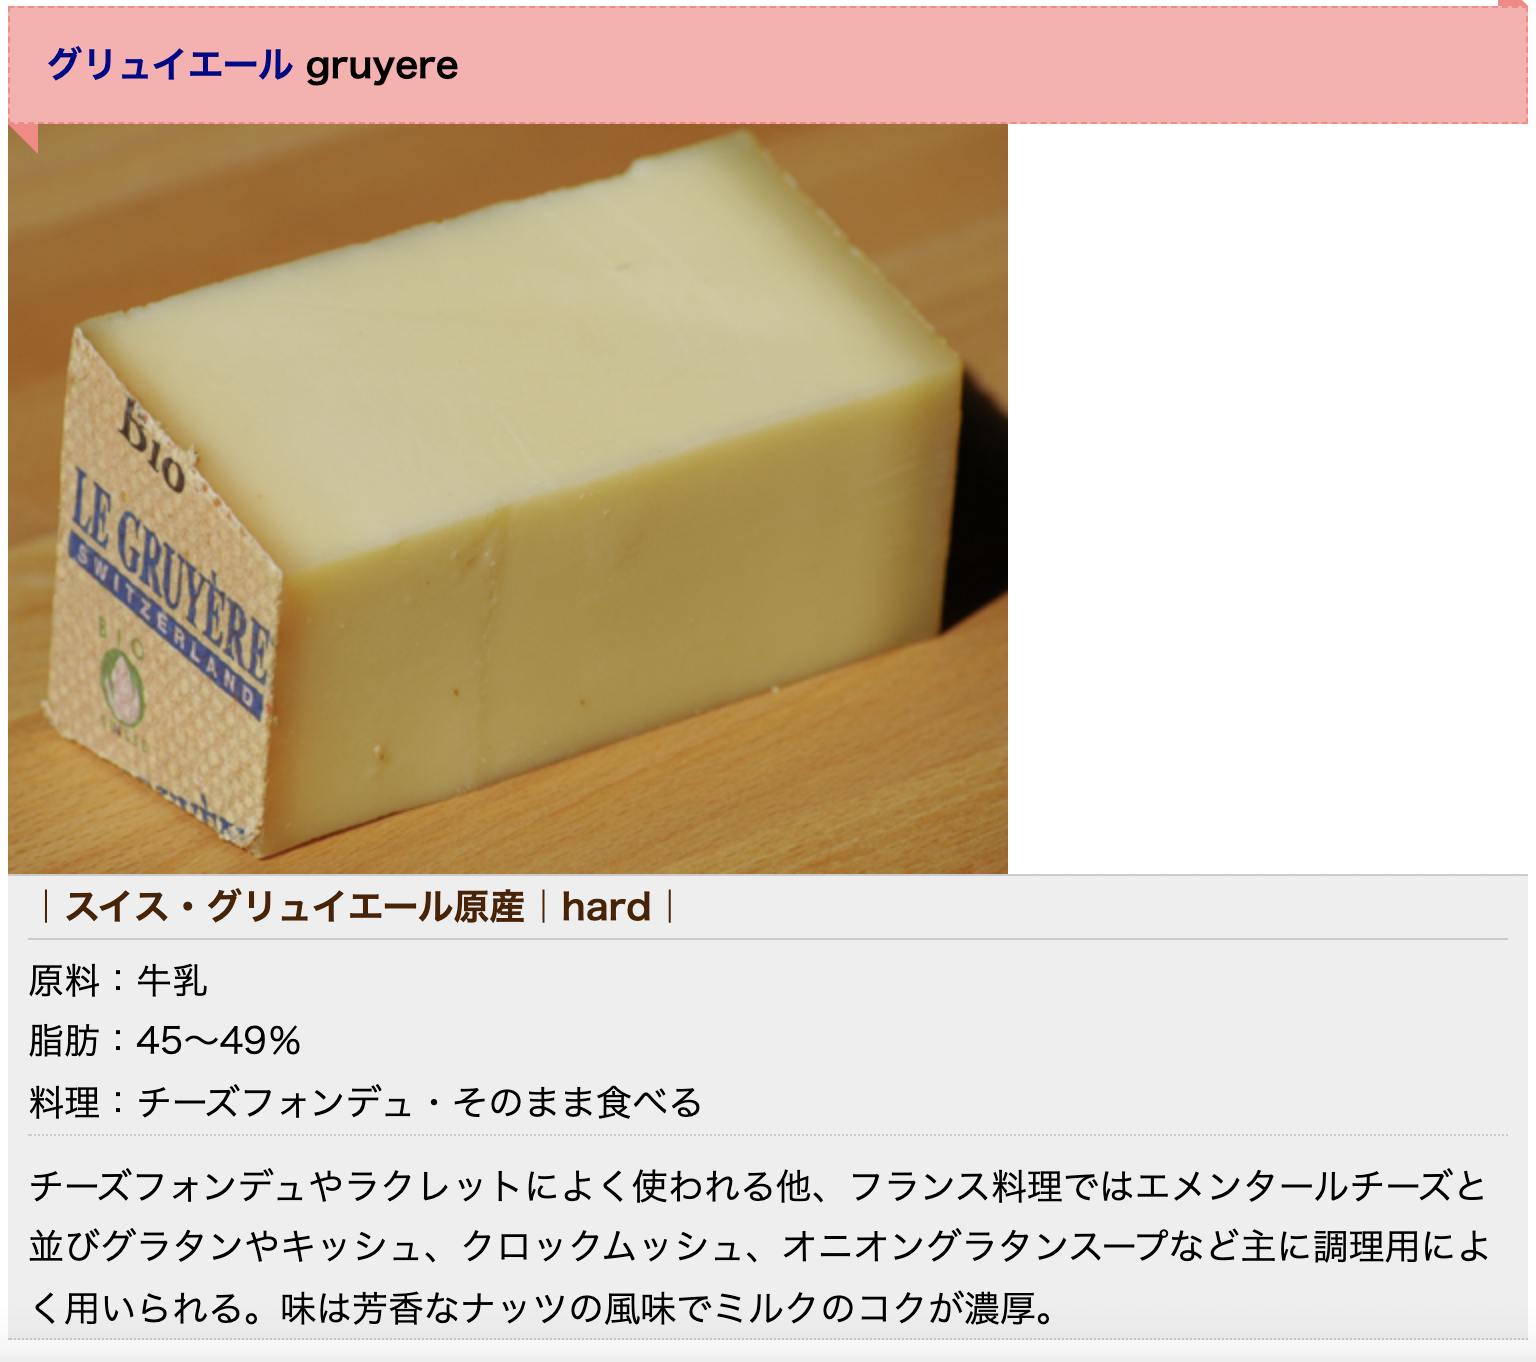 グリュイエール gruyere
Bio
LE GRUYÈRE
SWITZERLAND
BIO
｜スイス・グリュイエール原産｜hard｜
原料：牛乳
脂肪：45〜49％
料理：チーズフォンデュ・そのまま食べる
チーズフォンデュやラクレットによく使われる他、フランス料理ではエメンタールチーズと
並びグラタンやキッシュ、クロックムッシュ、オニオングラタンスープなど主に調理用によ
く用いられる。味は芳香なナッツの風味でミルクのコクが濃厚。